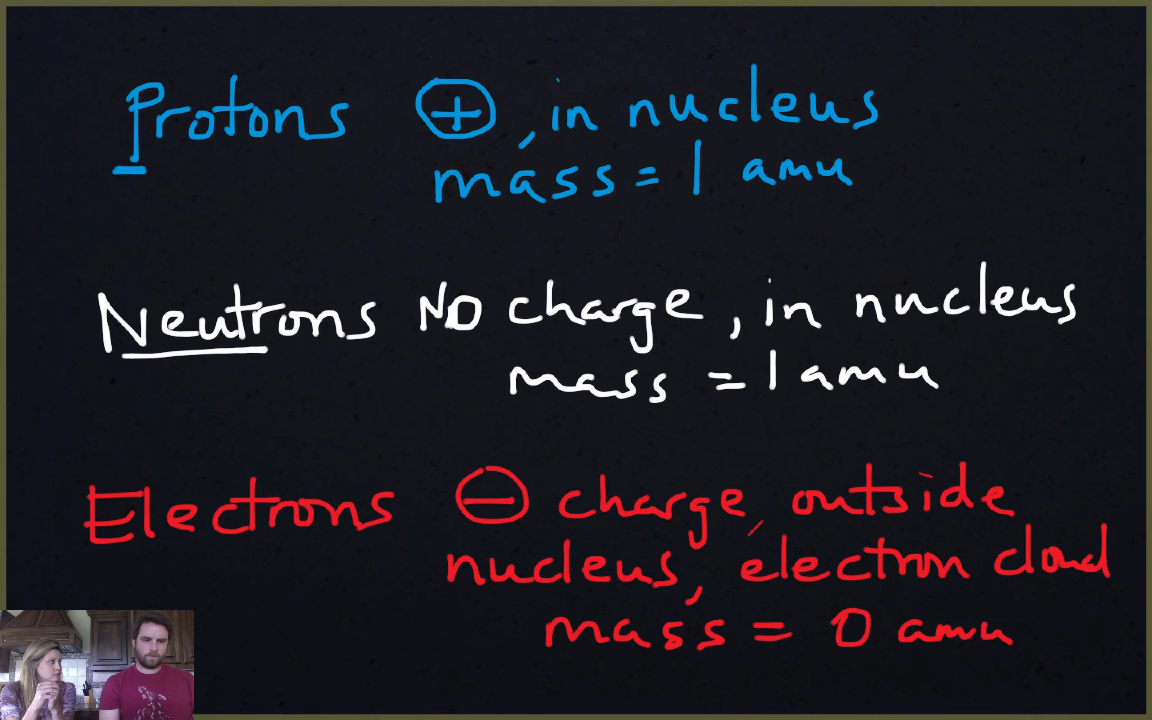 Protons ⊕, in nucleus
mass = 1 amu
Neutrons NO charge, in nucleus
mass = 1 amu
Electrons ⊖ charge, outside
nucleus, electron cloud
mass = 0 amu